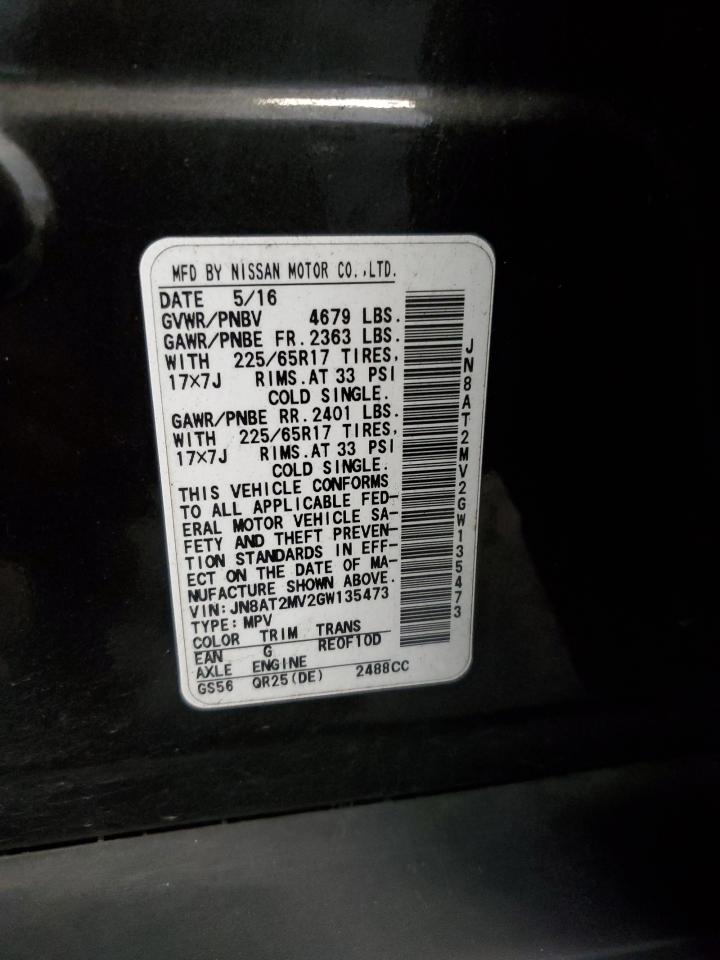 MFD BY NISSAN MOTOR CO.,LTD.
DATE 5/16
GVWR/PNBV 4679 LBS.
GAWR/PNBE FR. 2363 LBS.
WITH 225/65R17 TIRES,
17×7J RIMS.AT 33 PSI
COLD SINGLE.
GAWR/PNBE RR. 2401 LBS.
WITH 225/65R17 TIRES,
17×7J RIMS.AT 33 PSI
COLD SINGLE.
THIS VEHICLE CONFORMS
TO ALL APPLICABLE FED-
ERAL MOTOR VEHICLE SA-
FETY AND THEFT PREVEN-
TION STANDARDS IN EFF-
ECT ON THE DATE OF MA-
NUFACTURE SHOWN ABOVE.
VIN:JN8AT2MV2GW135473
TYPE:MPV
COLOR TRIM TRANS
EAN G RE0F10D
AXLE ENGINE
GS56 QR25(DE) 2488CC
JN8AT2MV2GW135473